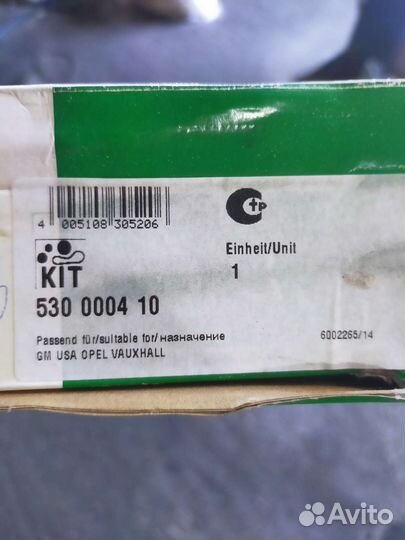 4 005108 305206
Стр
Einheit/Unit
1
KIT
530 0004 10
Passend für/suitable for/назначение
GM USA OPEL VAUXHALL
6002265/14
Avito